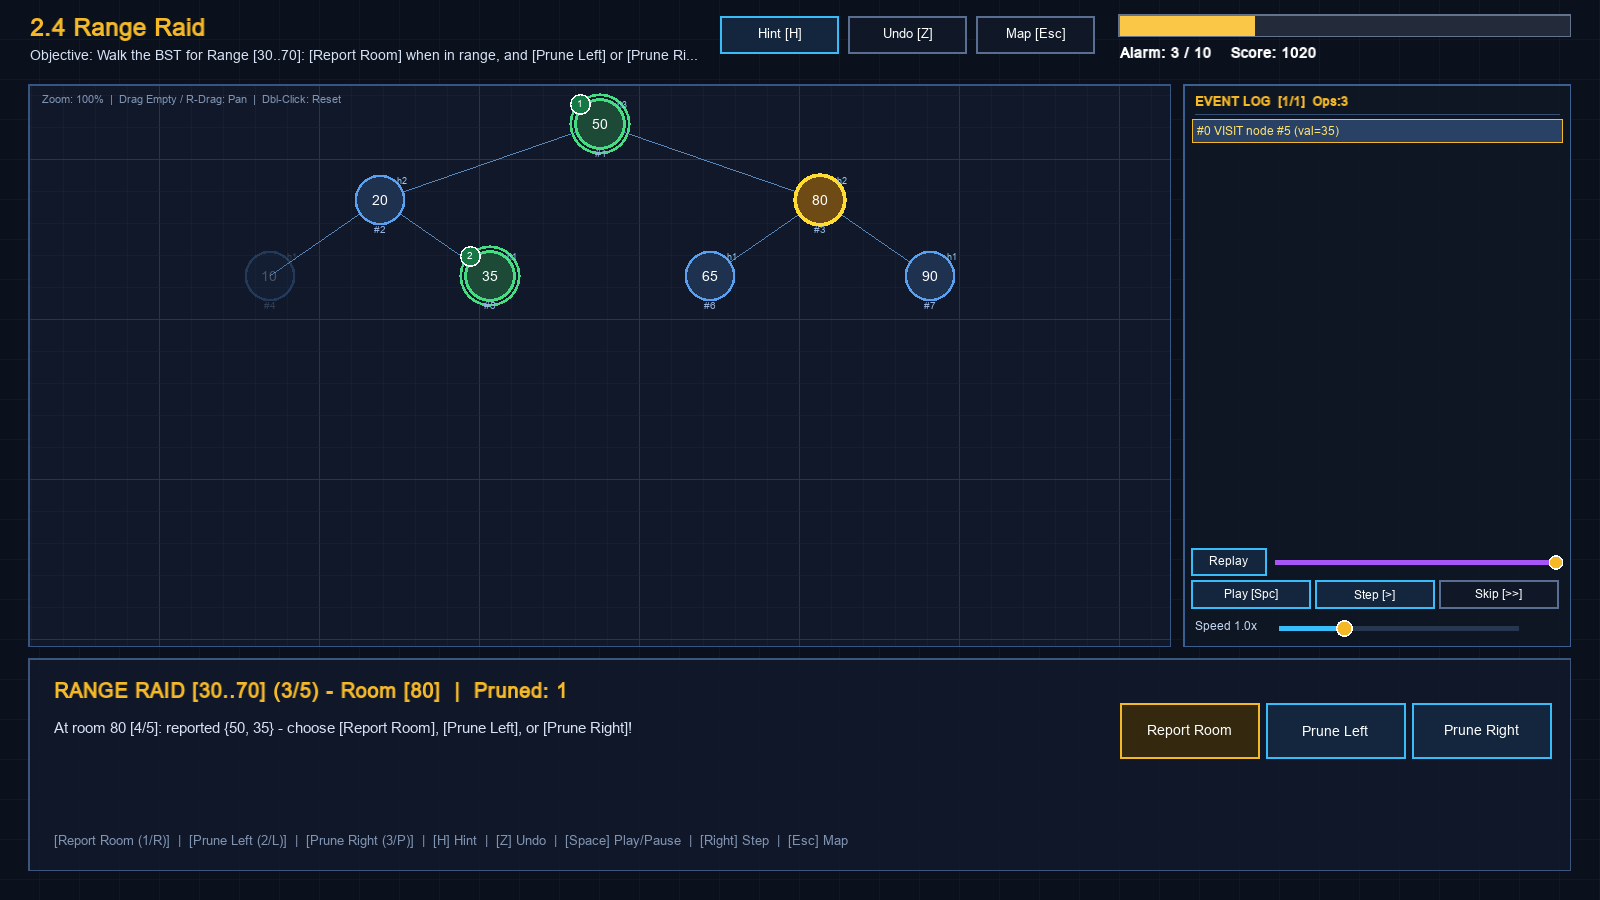 2.4 Range Raid
Objective: Walk the BST for Range [30..70]: [Report Room] when in range, and [Prune Left] or [Prune Ri...
Hint [H]
Undo [Z]
Map [Esc]
Alarm: 3 / 10
Score: 1020
Zoom: 100%  |  Drag Empty / R-Drag: Pan  |  Dbl-Click: Reset
1
50
20
h2
#2
80
h2
#3
10
#4
2
35
65
h1
#6
90
h1
#7
EVENT LOG [1/1] Ops:3
#0 VISIT node #5 (val=35)
Replay
Play [Spc]
Step [>]
Skip [>>]
Speed 1.0x
RANGE RAID [30..70] (3/5) - Room [80]  |  Pruned: 1
At room 80 [4/5]: reported {50, 35} - choose [Report Room], [Prune Left], or [Prune Right]!
Report Room
Prune Left
Prune Right
[Report Room (1/R)]  |  [Prune Left (2/L)]  |  [Prune Right (3/P)]  |  [H] Hint  |  [Z] Undo  |  [Space] Play/Pause  |  [Right] Step  |  [Esc] Map